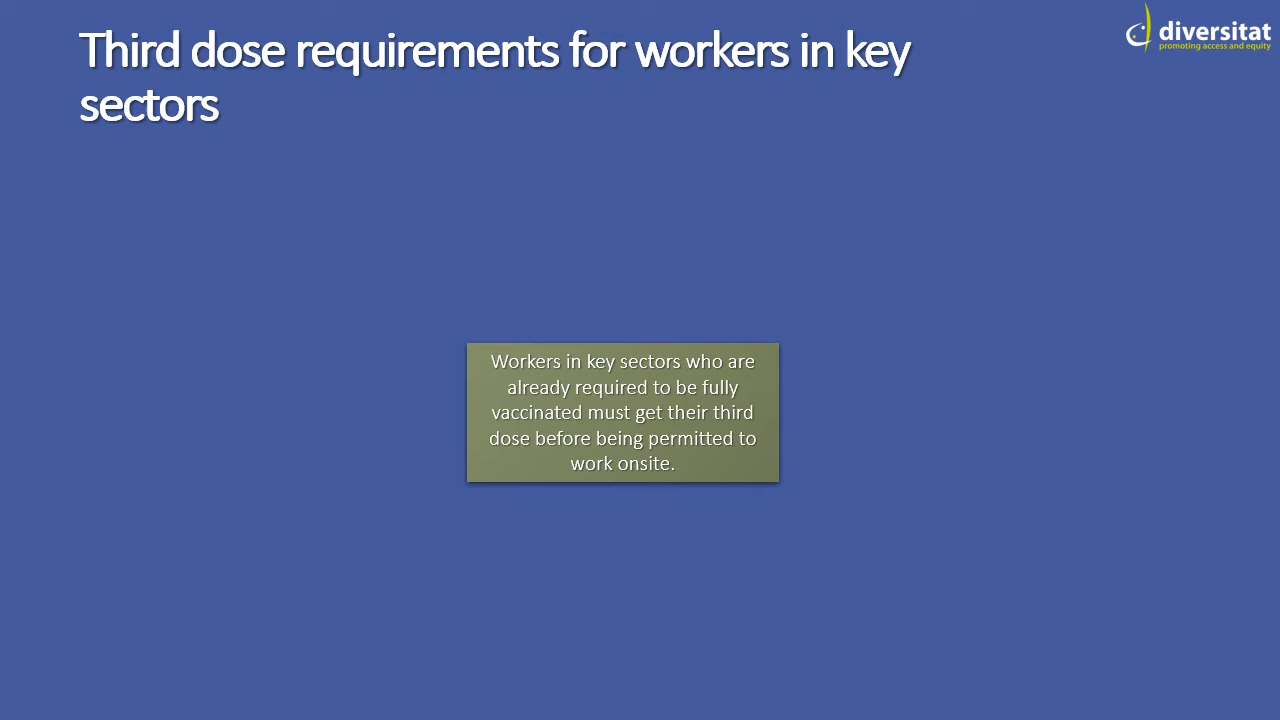 Third dose requirements for workers in key
sectors
diversitat
promoting access and equity
Workers in key sectors who are
already required to be fully
vaccinated must get their third
dose before being permitted to
work onsite.